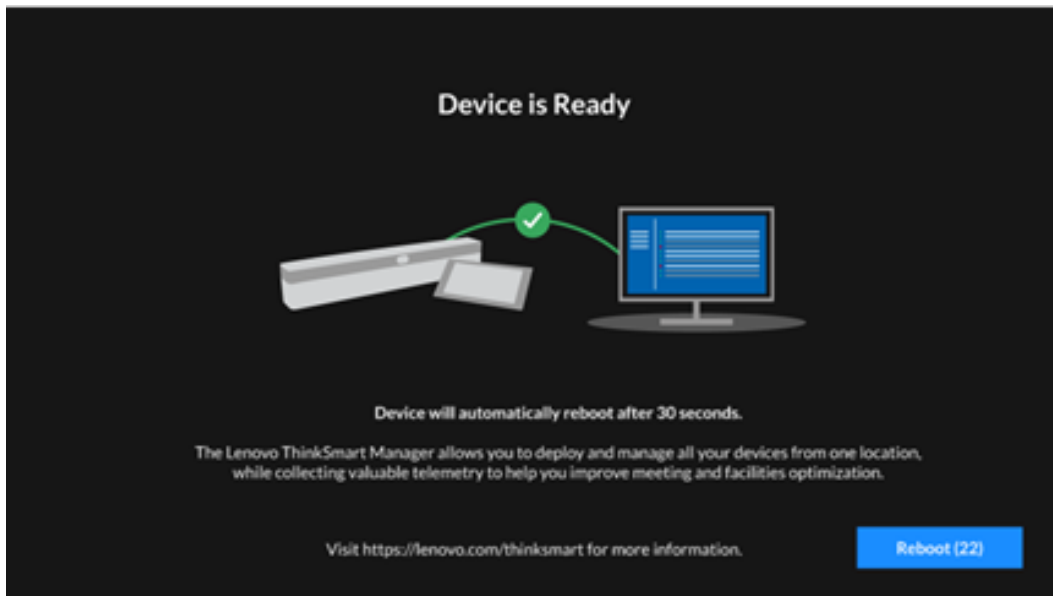 Device is Ready
Device will automatically reboot after 30 seconds.
The Lenovo ThinkSmart Manager allows you to deploy and manage all your devices from one location,
while collecting valuable telemetry to help you improve meeting and facilities optimization.
Visit https://lenovo.com/thinksmart for more information.
Reboot (22)